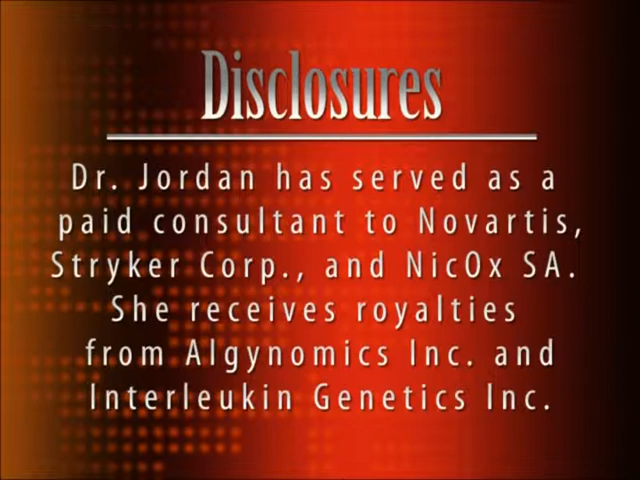 Disclosures
Dr. Jordan has served as a
paid consultant to Novartis,
Stryker Corp., and NicOx SA.
She receives royalties
from Algynomics Inc. and
Interleukin Genetics Inc.